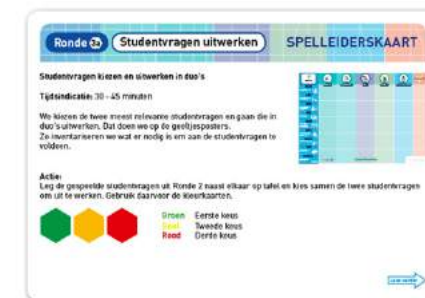 Ronde 3a Studentvragen uitwerken SPELLEIDERSKAART
Studentvragen kiezen en uitwerken in duo's
Tijdsindicatie: 30 - 45 minuten
We kiezen de twee meest relevante studentvragen en gaan die in
duo's uitwerken. Dat doen we op de geeltjesposters.
Ze inventariseren we wat er nodig is om aan de studentvragen te
voldoen.
Actie:
Leg de gespeelde studentvragen uit Ronde 2 naast elkaar op tafel en kies samen de twee studentvragen
om uit te werken. Gebruik daarvoor de kleurkaarten.
Groen Eerste keus
Geel Tweede keus
Rood Derde keus